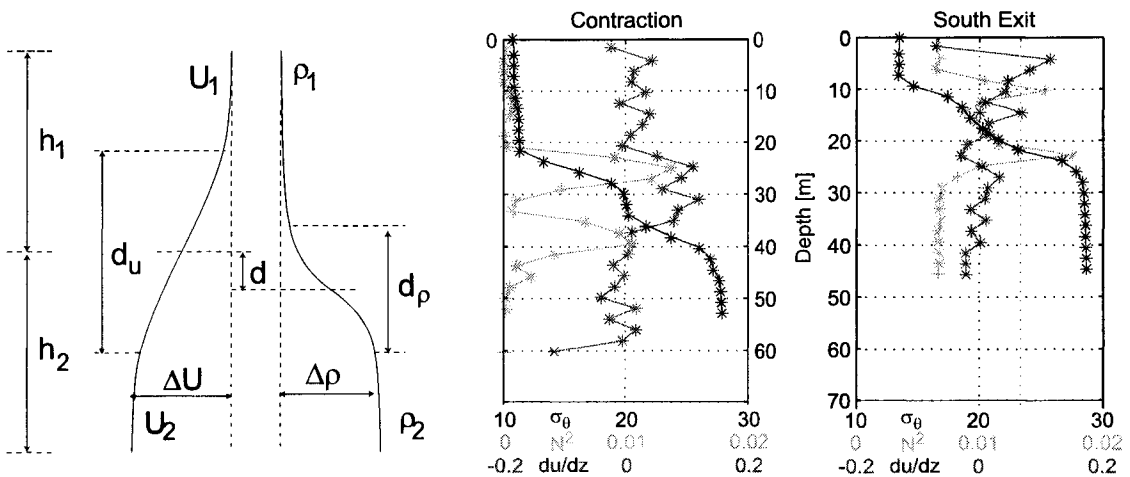 U₁
ρ₁
h₁
dᵤ
d
d_ρ
h₂
ΔU
Δρ
U₂
ρ₂
Contraction
0
0
10
20
30
40
50
60
10
20
30
σ_θ
0
N²
0.01
0.02
-0.2
du/dz
0
0.2
South Exit
Depth [m]
0
10
20
30
40
50
60
70
10
20
30
σ_θ
0
N²
0.01
0.02
-0.2
du/dz
0
0.2